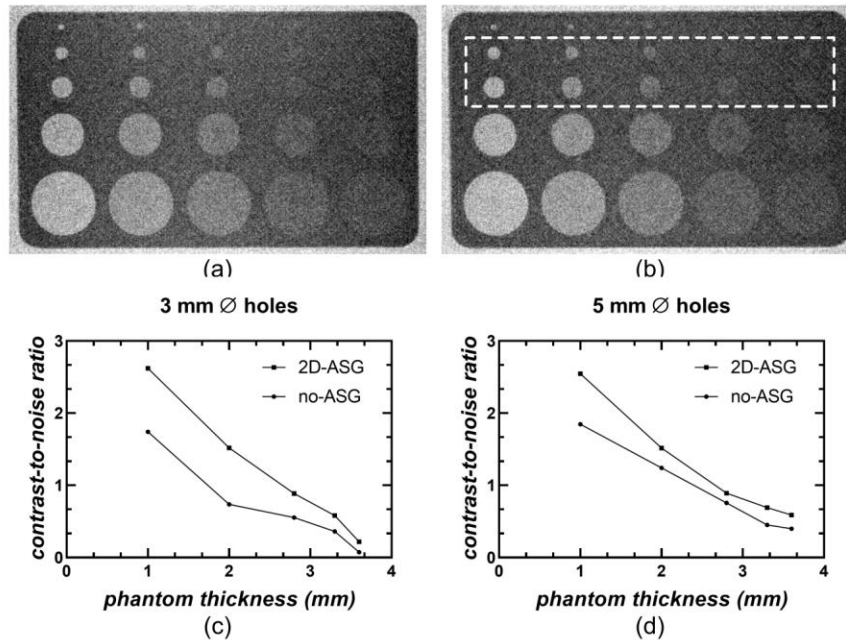 (a) (b)
3 mm ∅ holes 5 mm ∅ holes
3 3
2D-ASG 2D-ASG
no-ASG no-ASG
2 2
contrast-to-noise ratio contrast-to-noise ratio
1 1
0 0
0 1 2 3 4 0 1 2 3 4
phantom thickness (mm) phantom thickness (mm)
(c) (d)